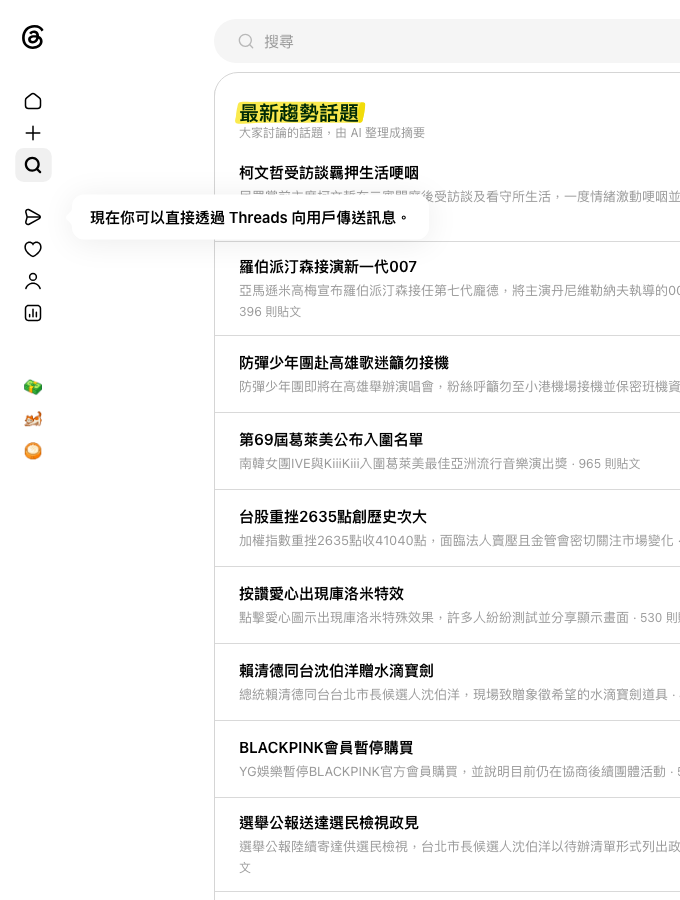 搜尋
最新趨勢話題
大家討論的話題，由 AI 整理成摘要
柯文哲受訪談羈押生活哽咽
後受訪談及看守所生活，一度情緒激動哽咽並
現在你可以直接透過 Threads 向用戶傳送訊息。
羅伯派汀森接演新一代007
亞馬遜米高梅宣布羅伯派汀森接任第七代龐德，將主演丹尼維勒納夫執導的00
396 則貼文
防彈少年團赴高雄歌迷籲勿接機
防彈少年團即將在高雄舉辦演唱會，粉絲呼籲勿至小港機場接機並保密班機資
第69屆葛萊美公布入圍名單
南韓女團IVE與KiiiKiii入圍葛萊美最佳亞洲流行音樂演出獎 · 965 則貼文
台股重挫2635點創歷史次大
加權指數重挫2635點收41040點，面臨法人賣壓且金管會密切關注市場變化 ·
按讚愛心出現庫洛米特效
點擊愛心圖示出現庫洛米特殊效果，許多人紛紛測試並分享顯示畫面 · 530 則
賴清德同台沈伯洋贈水滴寶劍
總統賴清德同台台北市長候選人沈伯洋，現場致贈象徵希望的水滴寶劍道具 ·
BLACKPINK會員暫停購買
YG娛樂暫停BLACKPINK官方會員購買，並說明目前仍在協商後續團體活動 ·
選舉公報送達選民檢視政見
選舉公報陸續寄達供選民檢視，台北市長候選人沈伯洋以待辦清單形式列出政
文